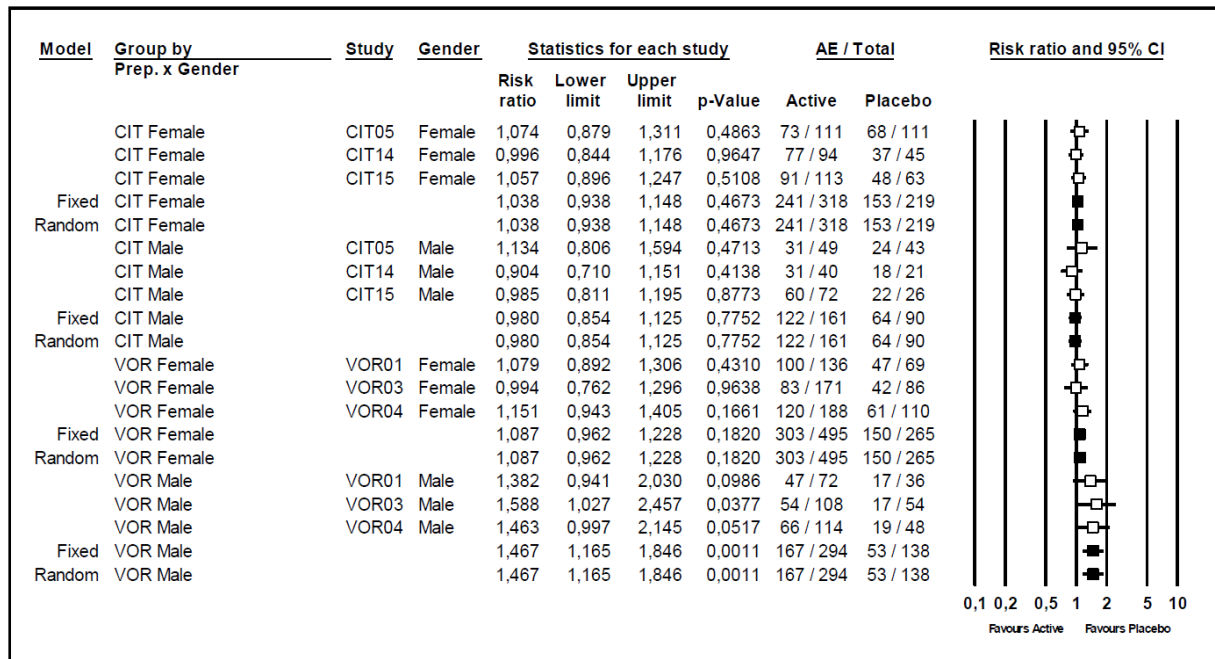 Model Group by Study Gender Statistics for each study AE / Total Risk ratio and 95% CI
Prep. x Gender
Risk Lower Upper
ratio limit limit p-Value Active Placebo
CIT Female CIT05 Female 1,074 0,879 1,311 0,4863 73 / 111 68 / 111
CIT Female CIT14 Female 0,996 0,844 1,176 0,9647 77 / 94 37 / 45
CIT Female CIT15 Female 1,057 0,896 1,247 0,5108 91 / 113 48 / 63
Fixed CIT Female 1,038 0,938 1,148 0,4673 241 / 318 153 / 219
Random CIT Female 1,038 0,938 1,148 0,4673 241 / 318 153 / 219
CIT Male CIT05 Male 1,134 0,806 1,594 0,4713 31 / 49 24 / 43
CIT Male CIT14 Male 0,904 0,710 1,151 0,4138 31 / 40 18 / 21
CIT Male CIT15 Male 0,985 0,811 1,195 0,8773 60 / 72 22 / 26
Fixed CIT Male 0,980 0,854 1,125 0,7752 122 / 161 64 / 90
Random CIT Male 0,980 0,854 1,125 0,7752 122 / 161 64 / 90
VOR Female VOR01 Female 1,079 0,892 1,306 0,4310 100 / 136 47 / 69
VOR Female VOR03 Female 0,994 0,762 1,296 0,9638 83 / 171 42 / 86
VOR Female VOR04 Female 1,151 0,943 1,405 0,1661 120 / 188 61 / 110
Fixed VOR Female 1,087 0,962 1,228 0,1820 303 / 495 150 / 265
Random VOR Female 1,087 0,962 1,228 0,1820 303 / 495 150 / 265
VOR Male VOR01 Male 1,382 0,941 2,030 0,0986 47 / 72 17 / 36
VOR Male VOR03 Male 1,588 1,027 2,457 0,0377 54 / 108 17 / 54
VOR Male VOR04 Male 1,463 0,997 2,145 0,0517 66 / 114 19 / 48
Fixed VOR Male 1,467 1,165 1,846 0,0011 167 / 294 53 / 138
Random VOR Male 1,467 1,165 1,846 0,0011 167 / 294 53 / 138
0,1 0,2 0,5 1 2 5 10
Favours Active Favours Placebo